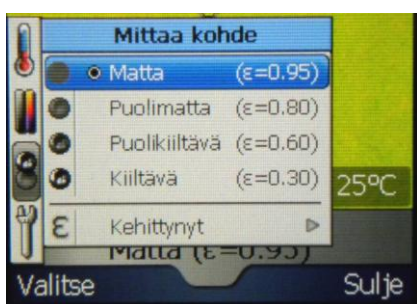 Mittaa kohde
Matta (ε=0.95)
Puolimatta (ε=0.80)
Puolikiiltävä (ε=0.60)
Kiiltävä (ε=0.30)
25°C
ε Kehittynyt
Matta (ε=0.95)
Valitse Sulje